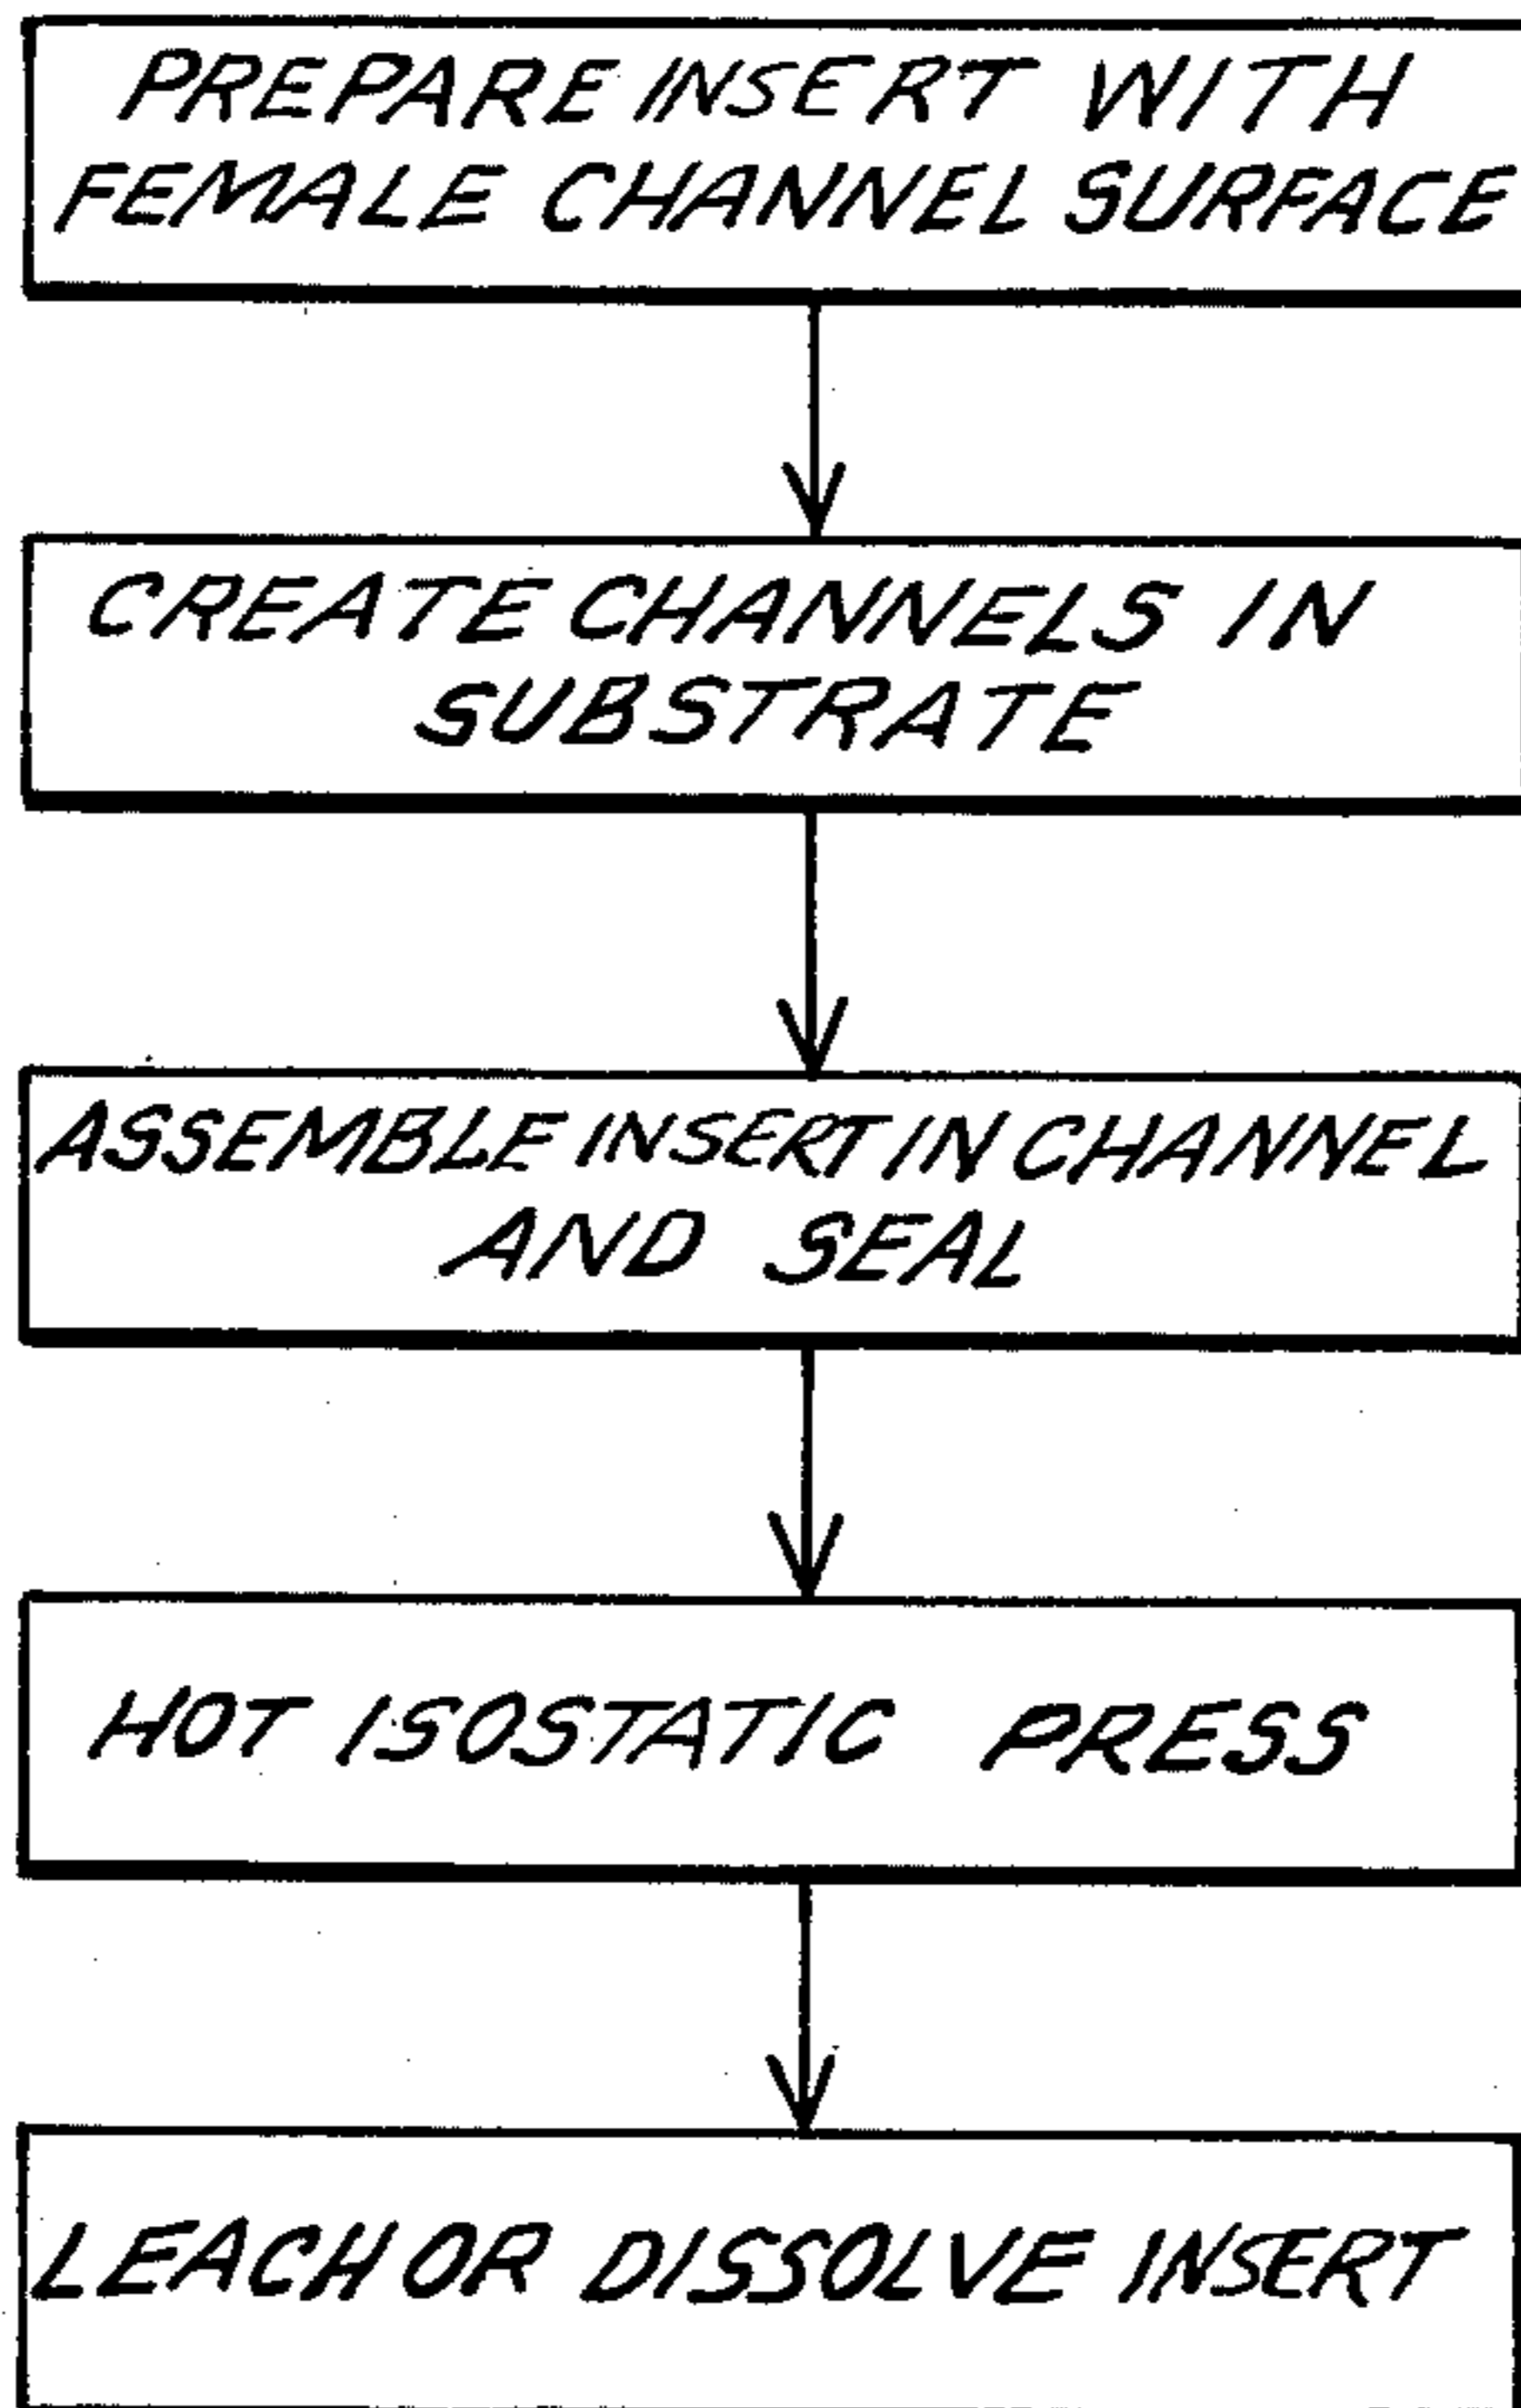 PREPARE INSERT WITH
FEMALE CHANNEL SURFACE
CREATE CHANNELS IN
SUBSTRATE
ASSEMBLE INSERT IN CHANNEL
AND SEAL
HOT ISOSTATIC PRESS
LEACH OR DISSOLVE INSERT